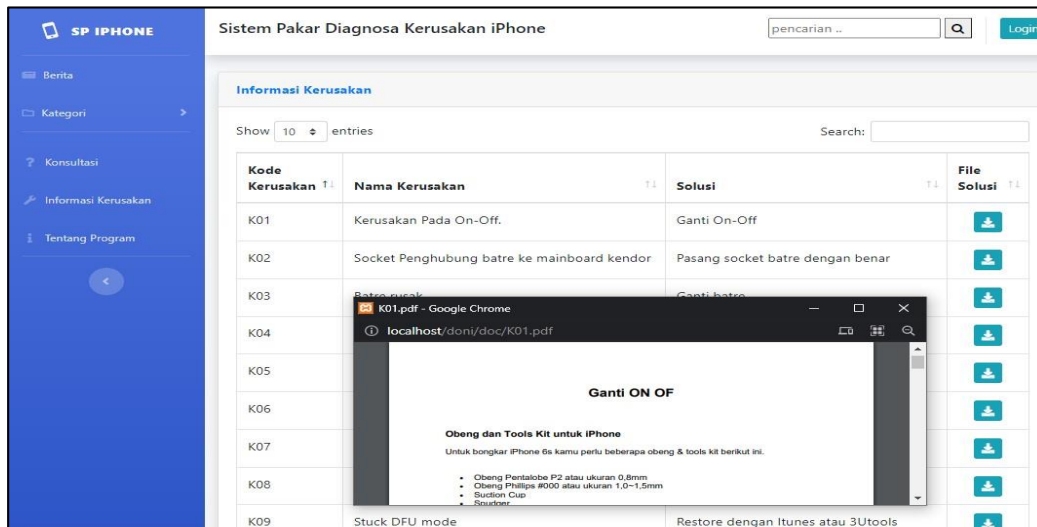 SP IPHONE
Sistem Pakar Diagnosa Kerusakan iPhone
pencarian ..
Login
Berita
Kategori
Konsultasi
Informasi Kerusakan
Tentang Program
Informasi Kerusakan
Show 10 entries
Search:
Kode Kerusakan
Nama Kerusakan
Solusi
File Solusi
K01 Kerusakan Pada On-Off. Ganti On-Off
K02 Socket Penghubung batre ke mainboard kendor Pasang socket batre dengan benar
K03 Batre rusak Ganti batre
K04
K05
K06
K07
K08
K09 Stuck DFU mode Restore dengan Itunes atau 3Utools
K01.pdf - Google Chrome
localhost/doni/doc/K01.pdf
Ganti ON OF
Obeng dan Tools Kit untuk iPhone
Untuk bongkar iPhone 6s kamu perlu beberapa obeng & tools kit berikut ini.
• Obeng Pentalobe P2 atau ukuran 0,8mm
• Obeng Phillips #000 atau ukuran 1,0~1,5mm
• Suction Cup
• Spudger